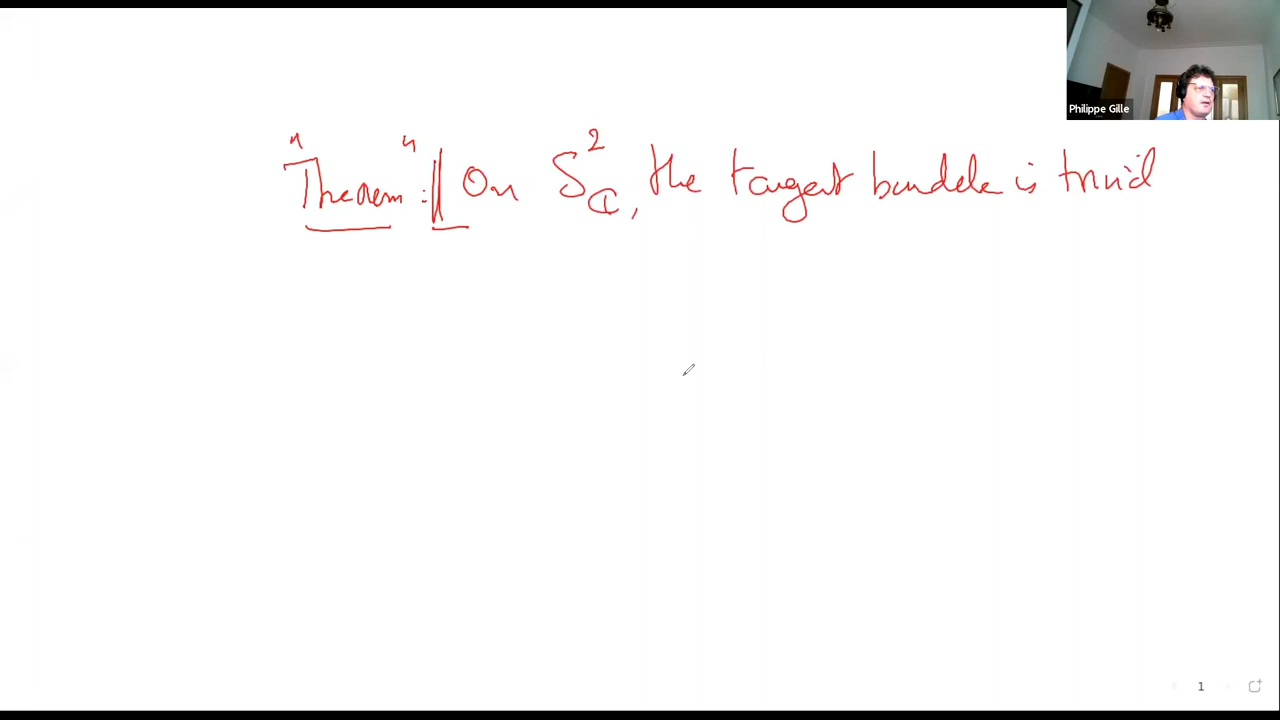 Philippe Gille
"Theorem": || On S²_ℂ, the tangent bundle is trivial
1